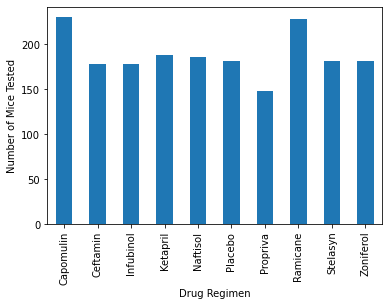 Number of Mice Tested
200
150
100
50
0
Capomulin
Ceftamin
Infubinol
Ketapril
Naftisol
Placebo
Propriva
Ramicane
Stelasyn
Zoniferol
Drug Regimen